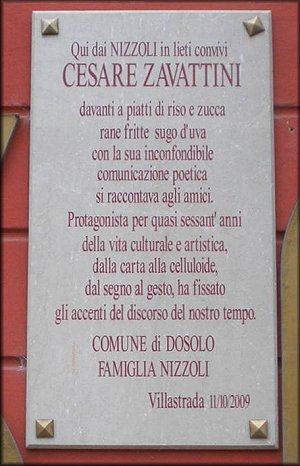 Qui dai NIZZOLI in lieti convivi
CESARE ZAVATTINI
davanti a piatti di riso e zucca
rane fritte sugo d'uva
con la sua inconfondibile
comunicazione poetica
si raccontava agli amici.
Protagonista per quasi sessant' anni
della vita culturale e artistica,
dalla carta alla celluloide,
dal segno al gesto, ha fissato
gli accenti del discorso del nostro tempo.
COMUNE di DOSOLO
FAMIGLIA NIZZOLI
Villastrada 11/10/2009